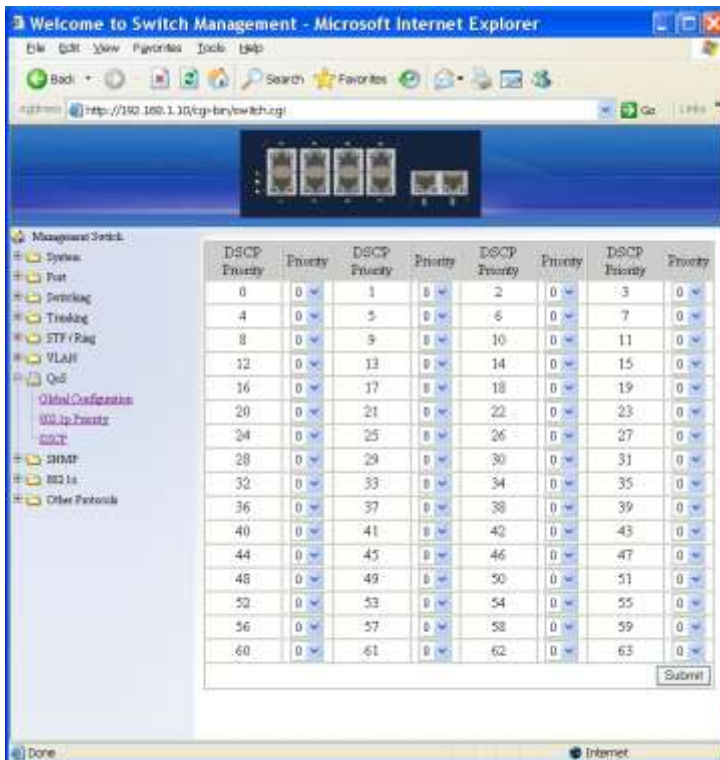 Welcome to Switch Management - Microsoft Internet Explorer
File Edit View Favorites Tools Help
Back Search Favorites
Address http://192.168.1.10/cgi-bin/switch.cgi Go Links
Management Switch
System
Port
Switching
Trunking
STP / Ring
VLAN
QoS
Global Configuration
802.1p Priority
DSCP
SNMP
802.1x
Other Protocols
DSCP Priority Priority DSCP Priority Priority DSCP Priority Priority DSCP Priority Priority
0 0 1 0 2 0 3 0
4 0 5 0 6 0 7 0
8 0 9 0 10 0 11 0
12 0 13 0 14 0 15 0
16 0 17 0 18 0 19 0
20 0 21 0 22 0 23 0
24 0 25 0 26 0 27 0
28 0 29 0 30 0 31 0
32 0 33 0 34 0 35 0
36 0 37 0 38 0 39 0
40 0 41 0 42 0 43 0
44 0 45 0 46 0 47 0
48 0 49 0 50 0 51 0
52 0 53 0 54 0 55 0
56 0 57 0 58 0 59 0
60 0 61 0 62 0 63 0
Submit
Done Internet